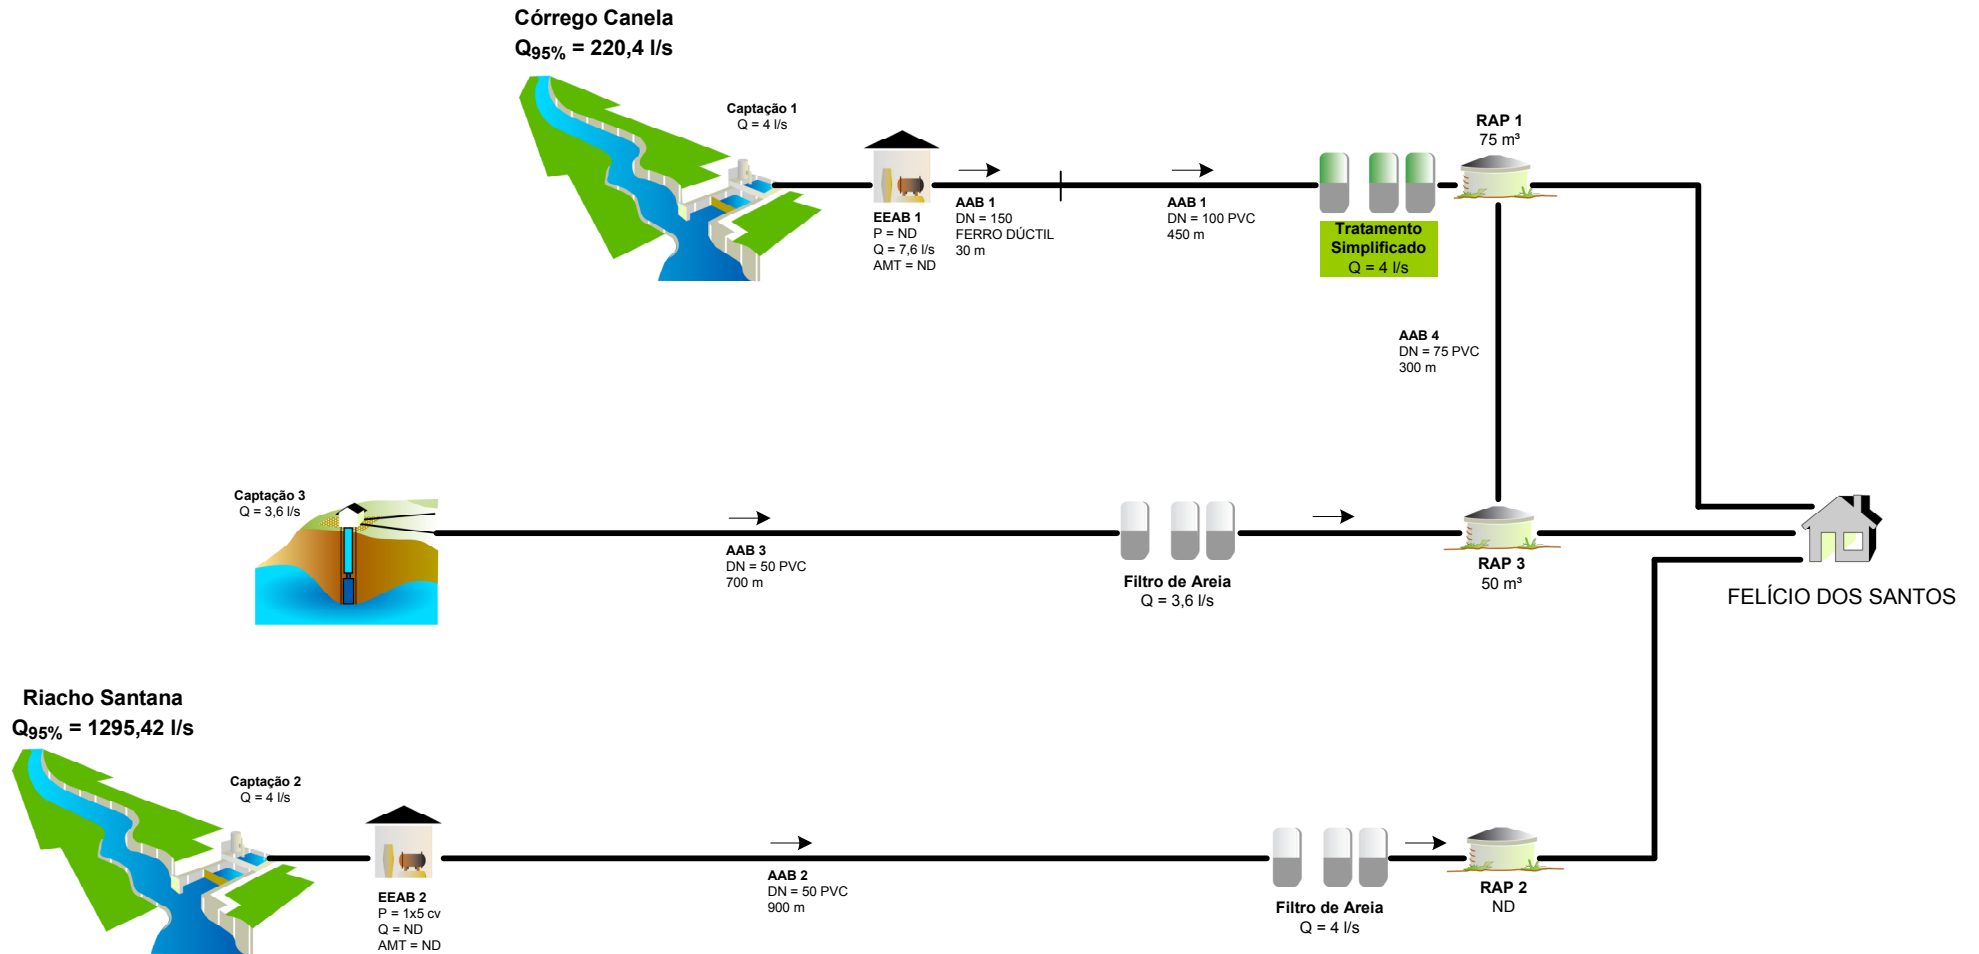 Córrego Canela
Q95% = 220,4 l/s
Captação 1
Q = 4 l/s
EEAB 1
P = ND
Q = 7,6 l/s
AMT = ND
AAB 1
DN = 150
FERRO DÚCTIL
30 m
AAB 1
DN = 100 PVC
450 m
Tratamento
Simplificado
Q = 4 l/s
RAP 1
75 m³
AAB 4
DN = 75 PVC
300 m
Captação 3
Q = 3,6 l/s
AAB 3
DN = 50 PVC
700 m
Filtro de Areia
Q = 3,6 l/s
RAP 3
50 m³
FELÍCIO DOS SANTOS
Riacho Santana
Q95% = 1295,42 l/s
Captação 2
Q = 4 l/s
EEAB 2
P = 1x5 cv
Q = ND
AMT = ND
AAB 2
DN = 50 PVC
900 m
Filtro de Areia
Q = 4 l/s
RAP 2
ND